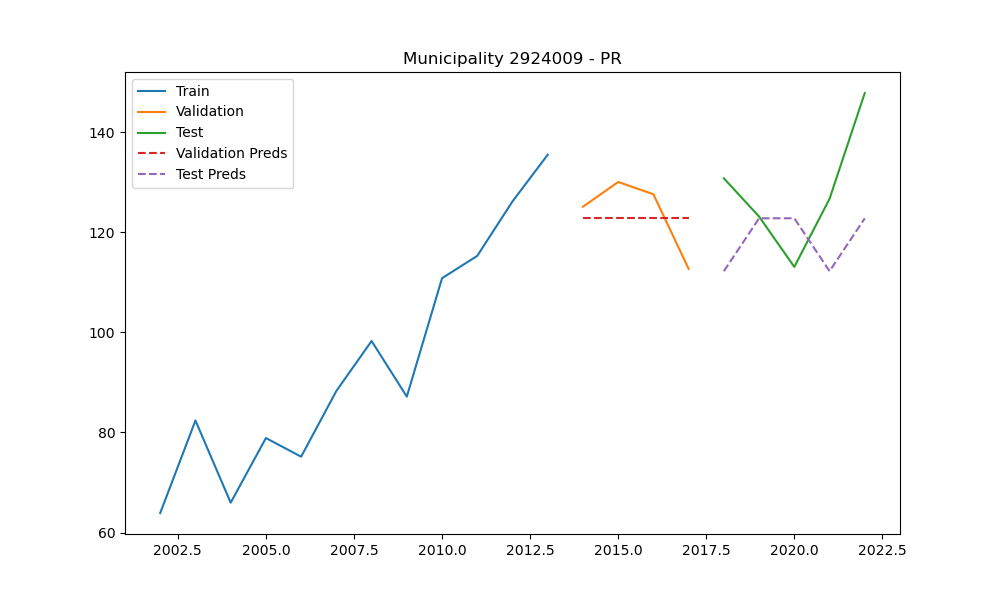 Municipality 2924009 - PR
Train
Validation
Test
Validation Preds
Test Preds
140
120
100
80
60
2002.5 2005.0 2007.5 2010.0 2012.5 2015.0 2017.5 2020.0 2022.5